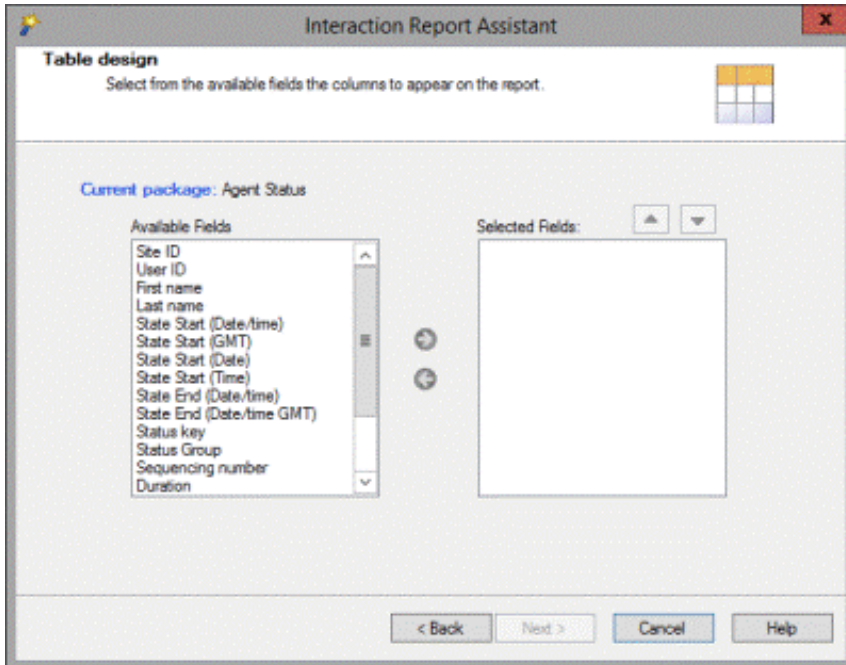 Interaction Report Assistant
x
Table design
Select from the available fields the columns to appear on the report.
Current package: Agent Status
Available Fields
Selected Fields:
Site ID
User ID
First name
Last name
State Start (Date/time)
State Start (GMT)
State Start (Date)
State Start (Time)
State End (Date/time)
State End (Date/time GMT)
Status key
Status Group
Sequencing number
Duration
< Back
Next >
Cancel
Help